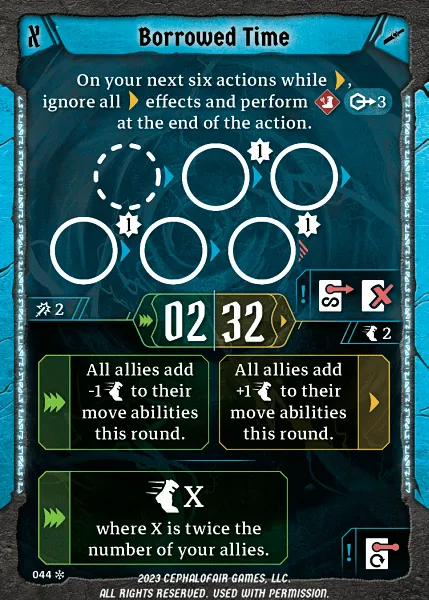 Borrowed Time
On your next six actions while ,
ignore all effects and perform 3
at the end of the action.
1
1
1
2
02 32
! 8
2
All allies add
-1 to their
move abilities
this round.
All allies add
+1 to their
move abilities
this round.
X
where X is twice the
number of your allies.
!
044
2023 CEPHALOFAIR GAMES, LLC.
ALL RIGHTS RESERVED. USED WITH PERMISSION.